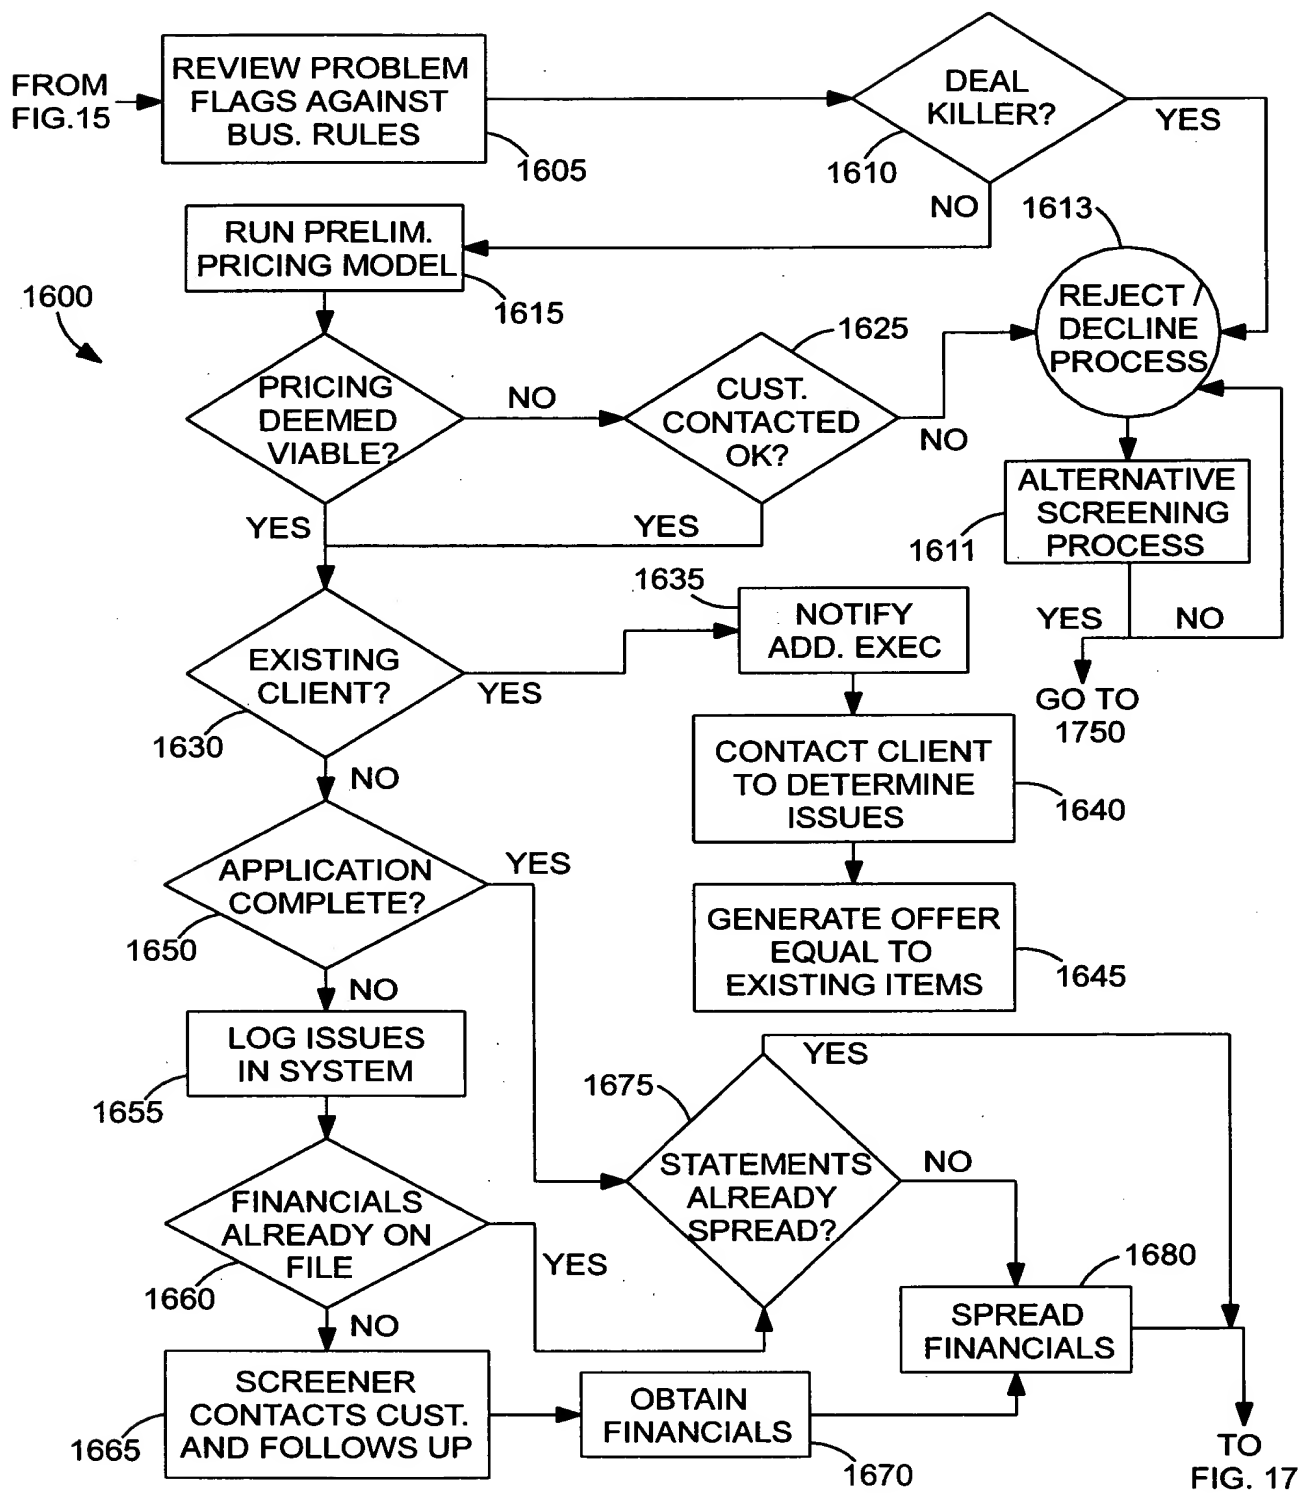 FROM
FIG.15
REVIEW PROBLEM
FLAGS AGAINST
BUS. RULES
1605
DEAL
KILLER?
1610
YES
NO
1613
RUN PRELIM.
PRICING MODEL
1615
1600
REJECT /
DECLINE
PROCESS
1625
PRICING
DEEMED
VIABLE?
NO
CUST.
CONTACTED
OK?
NO
YES
YES
ALTERNATIVE
SCREENING
PROCESS
1611
YES
NO
GO TO
1750
1635
NOTIFY
ADD. EXEC
EXISTING
CLIENT?
YES
1630
NO
CONTACT CLIENT
TO DETERMINE
ISSUES
1640
APPLICATION
COMPLETE?
YES
1650
NO
GENERATE OFFER
EQUAL TO
EXISTING ITEMS
1645
LOG ISSUES
IN SYSTEM
1655
YES
1675
STATEMENTS
ALREADY
SPREAD?
NO
FINANCIALS
ALREADY ON
FILE
YES
1660
NO
1680
SPREAD
FINANCIALS
SCREENER
CONTACTS CUST.
AND FOLLOWS UP
1665
OBTAIN
FINANCIALS
1670
TO
FIG. 17